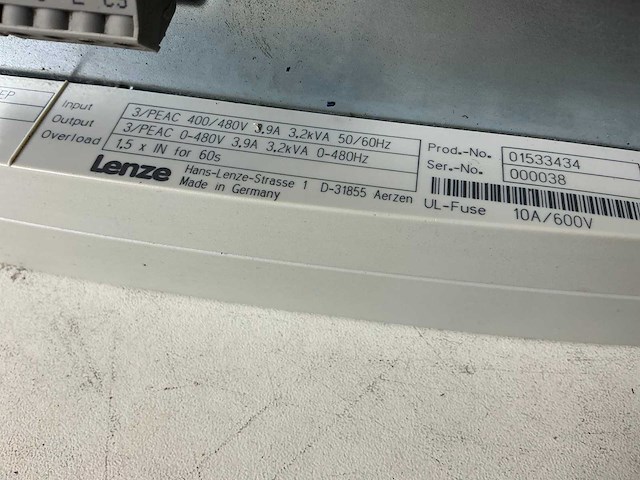 EP
Input 3/PEAC 400/480V 3.9A 3.2kVA 50/60Hz
Output 3/PEAC 0-480V 3.9A 3.2kVA 0-480Hz
Overload 1,5 x IN for 60s
Lenze Hans-Lenze-Strasse 1 D-31855 Aerzen
Made in Germany
Prod.-No. 01533434
Ser.-No. 000038
UL-Fuse 10A/600V